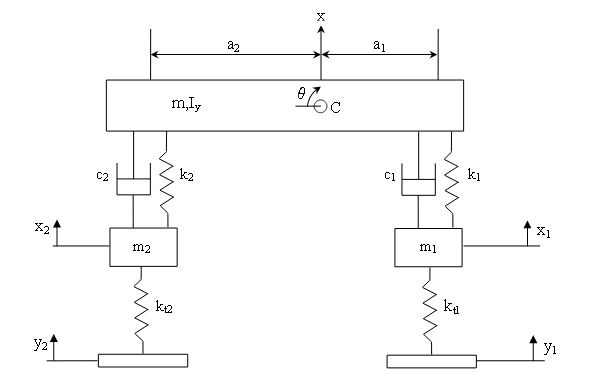 x
a₂ a₁
m,Iy θ C
c₂ k₂ c₁ k₁
x₂ m₂ m₁ x₁
kt2 kt1
y₂ y₁